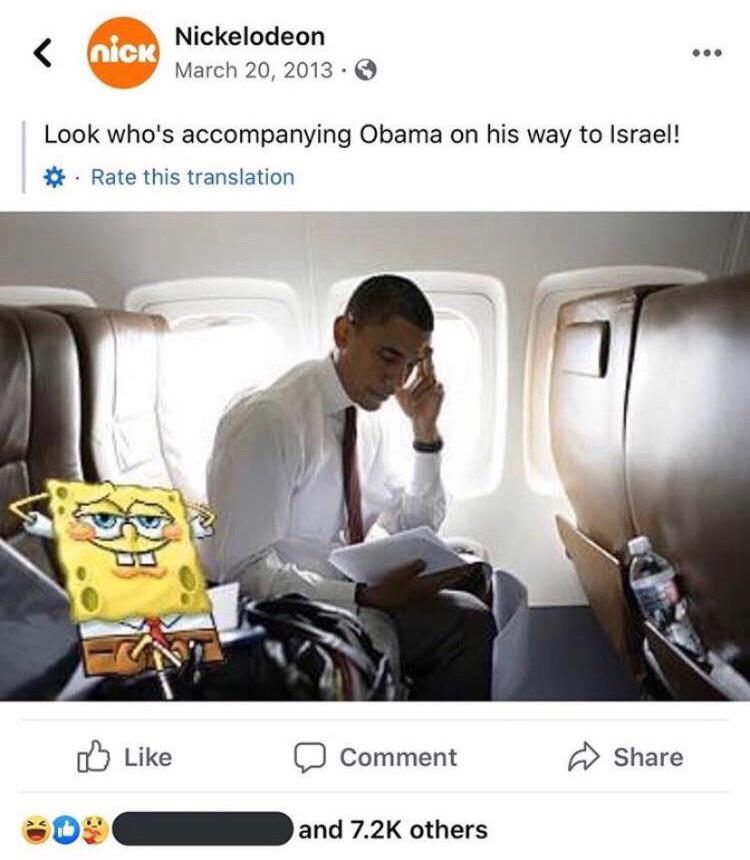 nick
Nickelodeon
March 20, 2013 ·
Look who's accompanying Obama on his way to Israel!
· Rate this translation
Like
Comment
Share
and 7.2K others